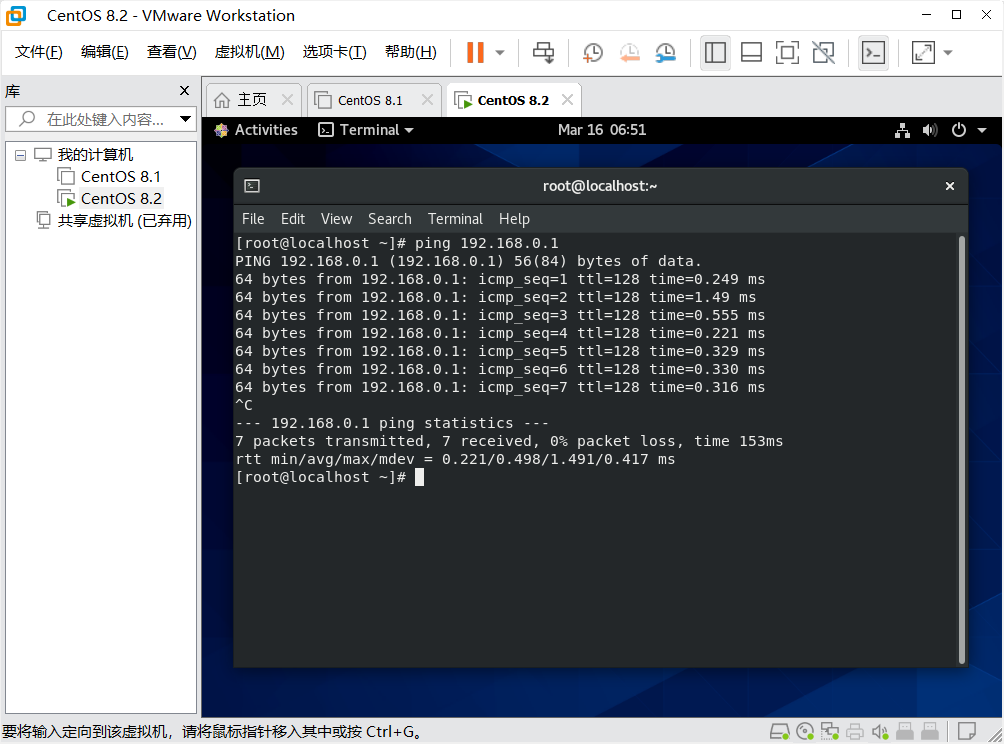 CentOS 8.2 - VMware Workstation
文件(F) 编辑(E) 查看(V) 虚拟机(M) 选项卡(T) 帮助(H)
库
在此处键入内容...
我的计算机
CentOS 8.1
CentOS 8.2
共享虚拟机 (已弃用)
主页 CentOS 8.1 CentOS 8.2
Activities Terminal Mar 16 06:51
root@localhost:~
File Edit View Search Terminal Help
[root@localhost ~]# ping 192.168.0.1
PING 192.168.0.1 (192.168.0.1) 56(84) bytes of data.
64 bytes from 192.168.0.1: icmp_seq=1 ttl=128 time=0.249 ms
64 bytes from 192.168.0.1: icmp_seq=2 ttl=128 time=1.49 ms
64 bytes from 192.168.0.1: icmp_seq=3 ttl=128 time=0.555 ms
64 bytes from 192.168.0.1: icmp_seq=4 ttl=128 time=0.221 ms
64 bytes from 192.168.0.1: icmp_seq=5 ttl=128 time=0.329 ms
64 bytes from 192.168.0.1: icmp_seq=6 ttl=128 time=0.330 ms
64 bytes from 192.168.0.1: icmp_seq=7 ttl=128 time=0.316 ms
^C
--- 192.168.0.1 ping statistics ---
7 packets transmitted, 7 received, 0% packet loss, time 153ms
rtt min/avg/max/mdev = 0.221/0.498/1.491/0.417 ms
[root@localhost ~]#
要将输入定向到该虚拟机，请将鼠标指针移入其中或按 Ctrl+G。